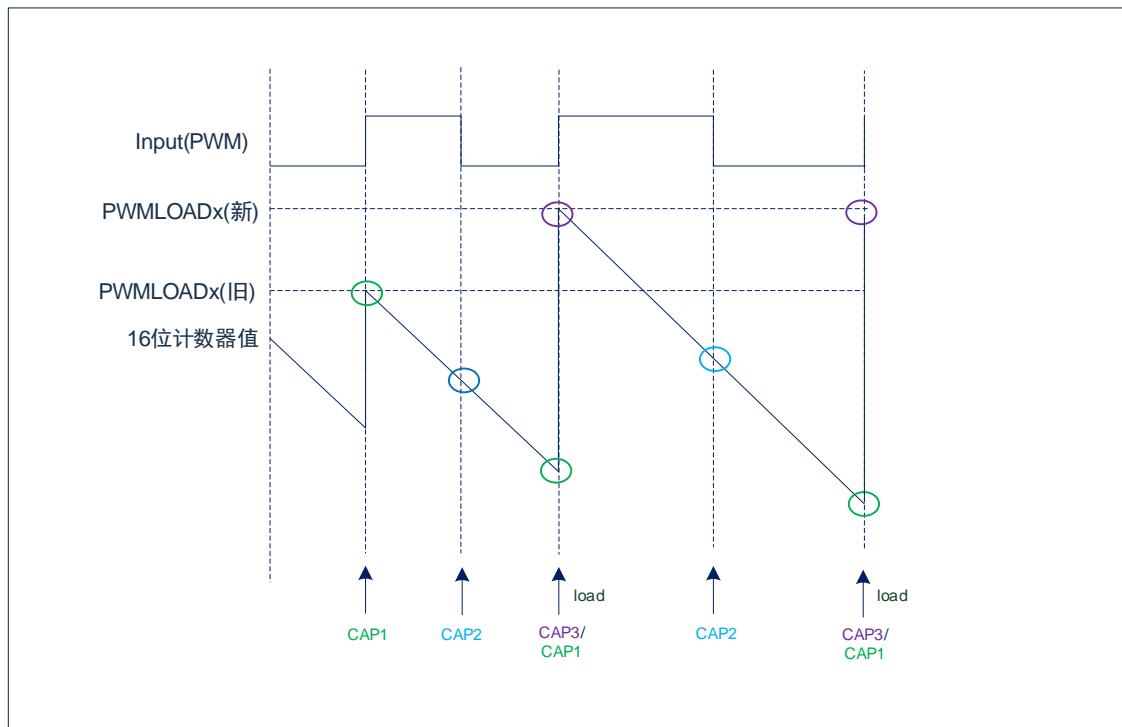 Input(PWM)
PWMLOADx(新)
PWMLOADx(旧)
16位计数器值
load
load
CAP1
CAP2
CAP3/
CAP1
CAP2
CAP3/
CAP1